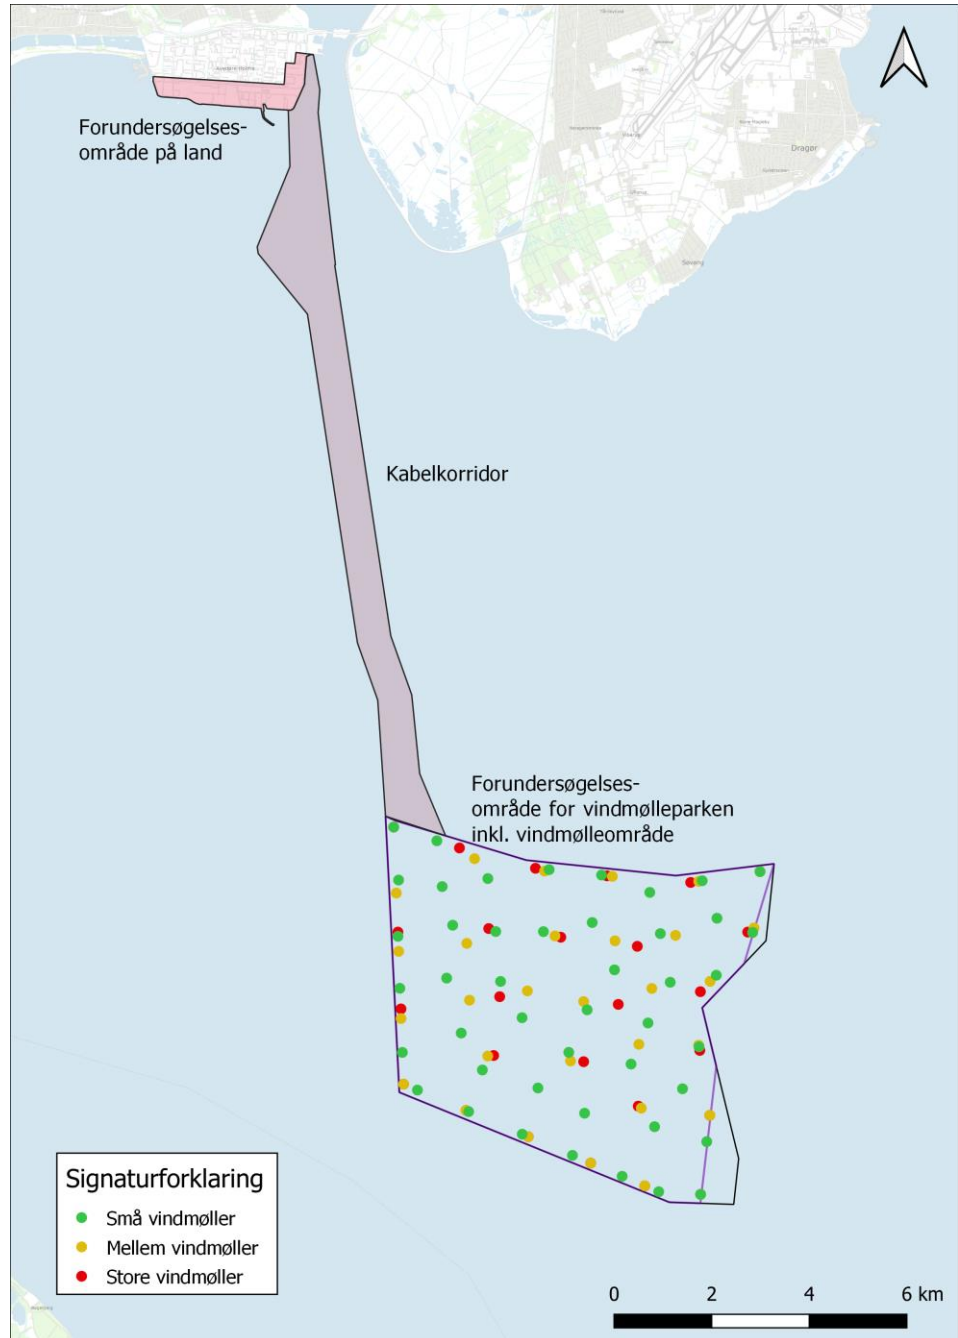 Dragør
Søvang
Forundersøgelses-
område på land
Kabelkorridor
Forundersøgelses-
område for vindmølleparken
inkl. vindmølleområde
Signaturforklaring
Små vindmøller
Mellem vindmøller
Store vindmøller
0 2 4 6 km